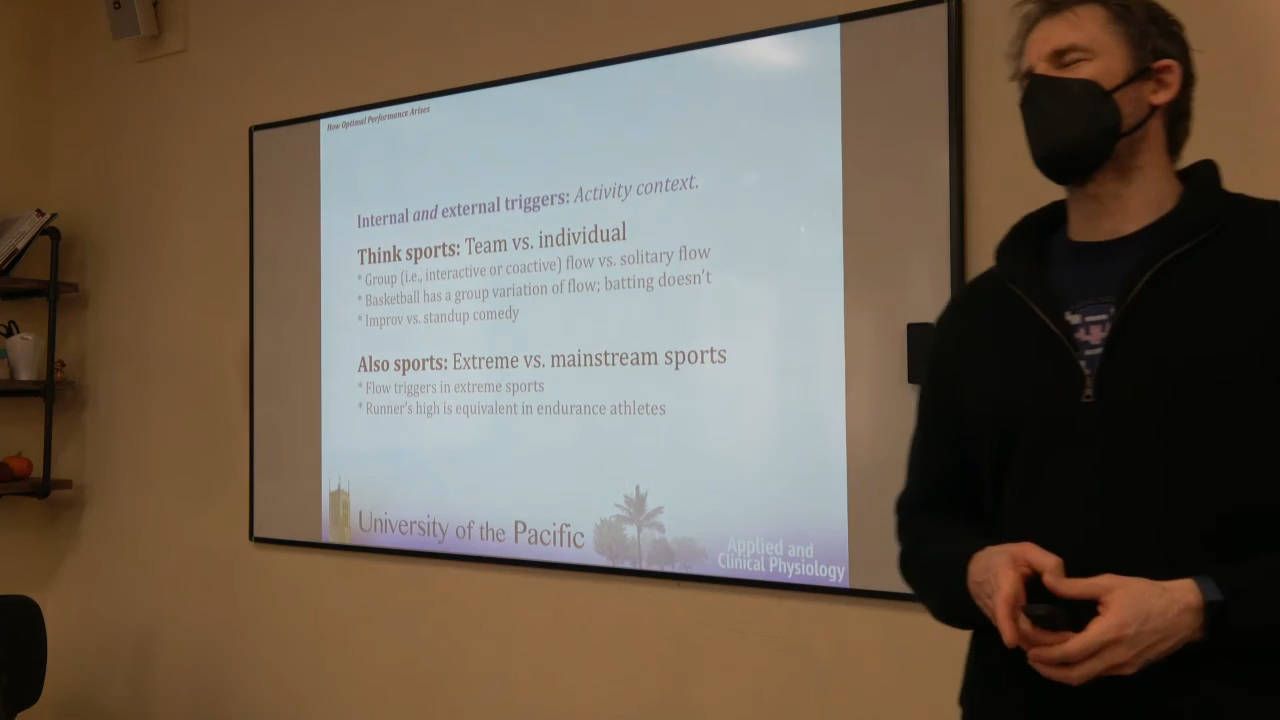 How Optimal Performance Arises
Internal and external triggers: Activity context.
Think sports: Team vs. individual
* Group (i.e., interactive or coactive) flow vs. solitary flow
* Basketball has a group variation of flow; batting doesn't
* Improv vs. standup comedy
Also sports: Extreme vs. mainstream sports
* Flow triggers in extreme sports
* Runner's high is equivalent in endurance athletes
University of the Pacific
Applied and
Clinical Physiology